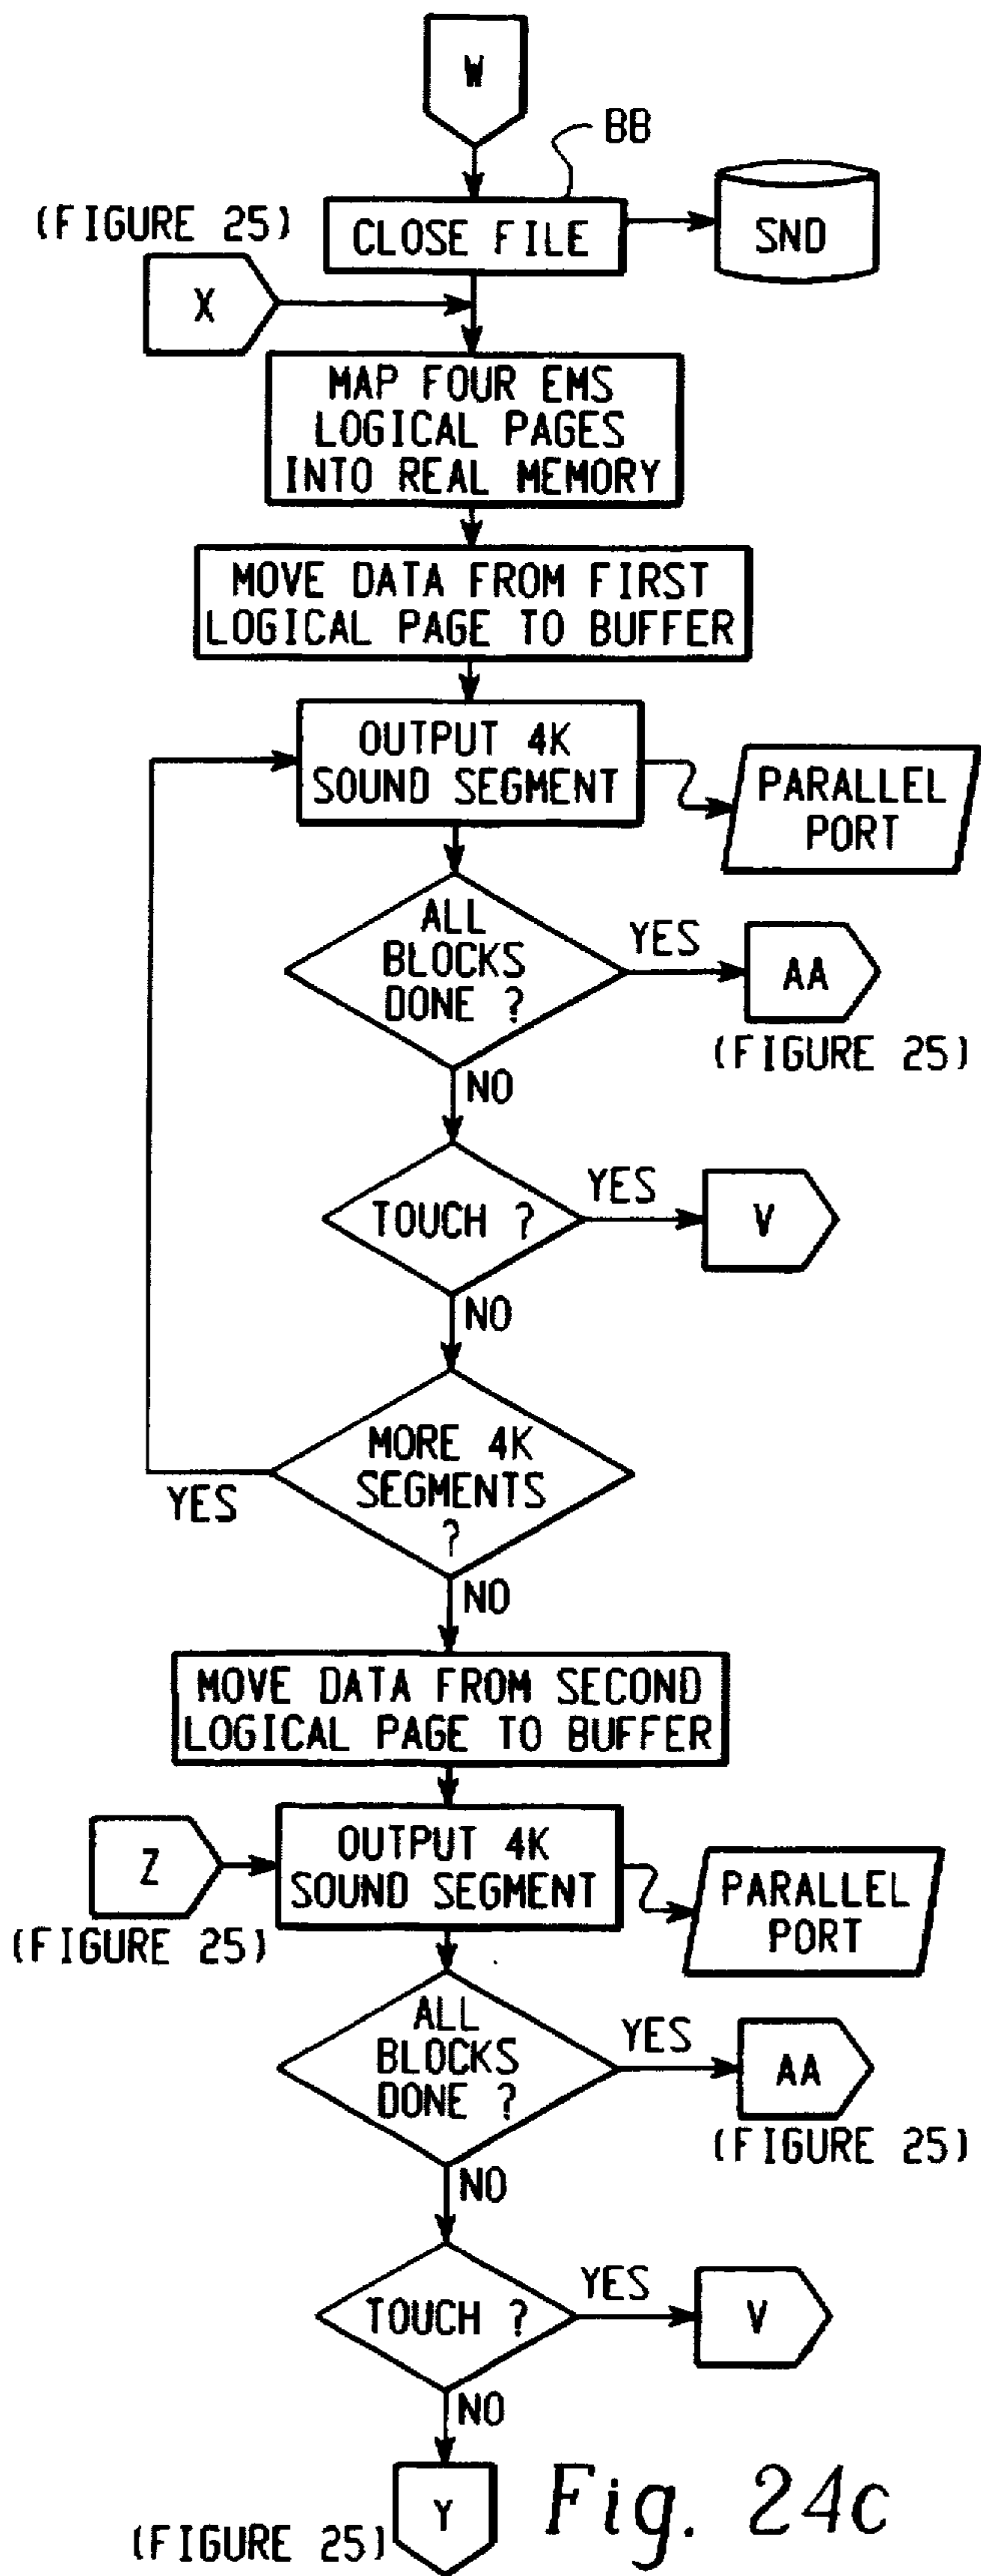 W
BB
(FIGURE 25)
CLOSE FILE
SND
X
MAP FOUR EMS
LOGICAL PAGES
INTO REAL MEMORY
MOVE DATA FROM FIRST
LOGICAL PAGE TO BUFFER
OUTPUT 4K
SOUND SEGMENT
PARALLEL
PORT
ALL
BLOCKS
DONE ?
YES
AA
(FIGURE 25)
NO
TOUCH ?
YES
V
NO
MORE 4K
SEGMENTS
?
YES
NO
MOVE DATA FROM SECOND
LOGICAL PAGE TO BUFFER
Z
(FIGURE 25)
OUTPUT 4K
SOUND SEGMENT
PARALLEL
PORT
ALL
BLOCKS
DONE ?
YES
AA
(FIGURE 25)
NO
TOUCH ?
YES
V
NO
Y
(FIGURE 25)
Fig. 24c